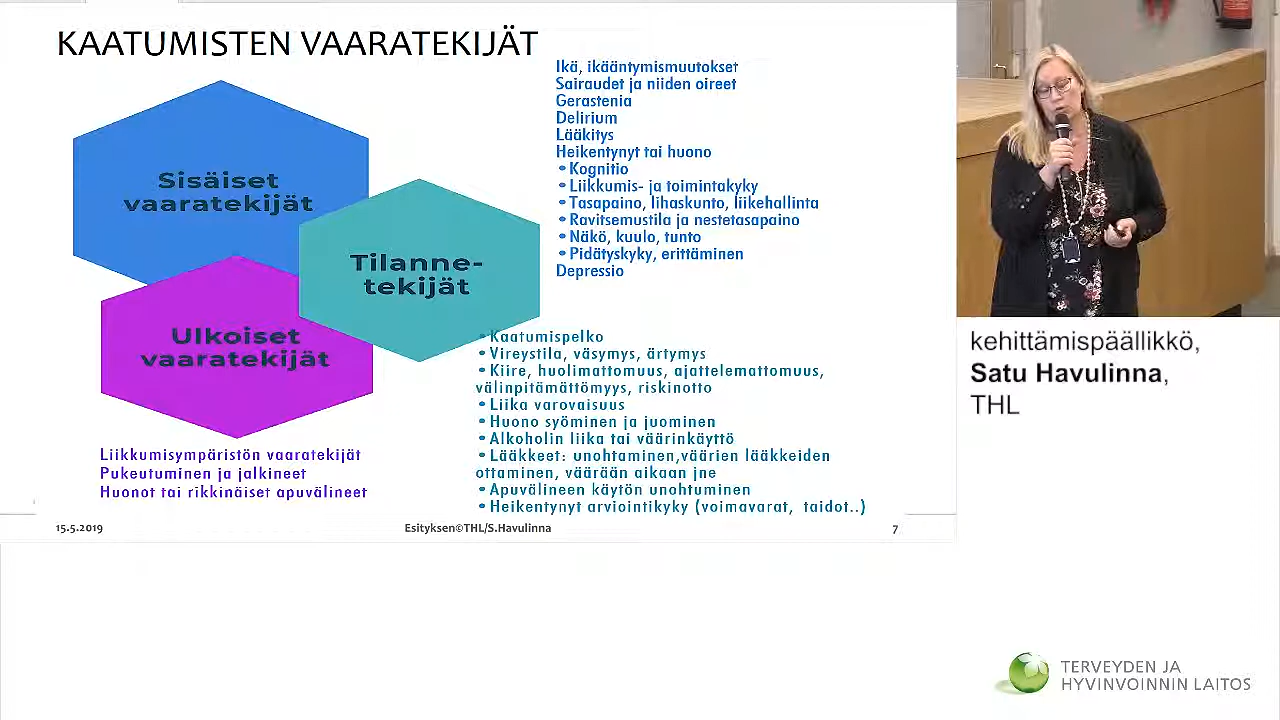 KAATUMISTEN VAARATEKIJÄT
Sisäiset
vaaratekijät
Tilanne-
tekijät
Ulkoiset
vaaratekijät
Ikä, ikääntymismuutokset
Sairaudet ja niiden oireet
Gerastenia
Delirium
Lääkitys
Heikentynyt tai huono
• Kognitio
• Liikkumis- ja toimintakyky
• Tasapaino, lihaskunto, liikehallinta
• Ravitsemustila ja nestetasapaino
• Näkö, kuulo, tunto
• Pidätyskyky, erittäminen
Depressio
• Kaatumispelko
• Vireystila, väsymys, ärtymys
• Kiire, huolimattomuus, ajattelemattomuus,
välinpitämättömyys, riskinotto
• Liika varovaisuus
• Huono syöminen ja juominen
• Alkoholin liika tai väärinkäyttö
• Lääkkeet: unohtaminen,väärien lääkkeiden
ottaminen, väärään aikaan jne
• Apuvälineen käytön unohtuminen
• Heikentynyt arviointikyky (voimavarat, taidot..)
Liikkumisympäristön vaaratekijät
Pukeutuminen ja jalkineet
Huonot tai rikkinäiset apuvälineet
15.5.2019
Esityksen©THL/S.Havulinna
7
kehittämispäällikkö,
Satu Havulinna,
THL
TERVEYDEN JA
HYVINVOINNIN LAITOS